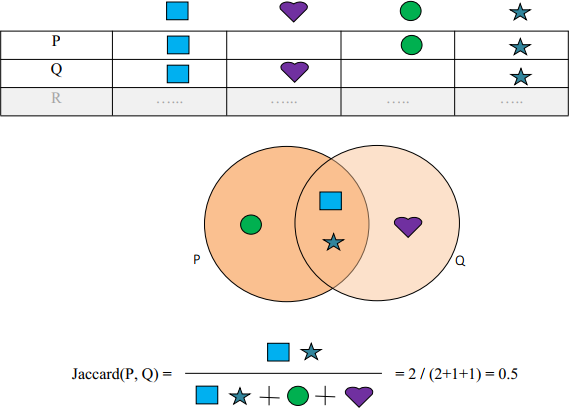 P
Q
R ...... ...... ..... .....
P
Q
Jaccard(P, Q) = = 2 / (2+1+1) = 0.5
+ +